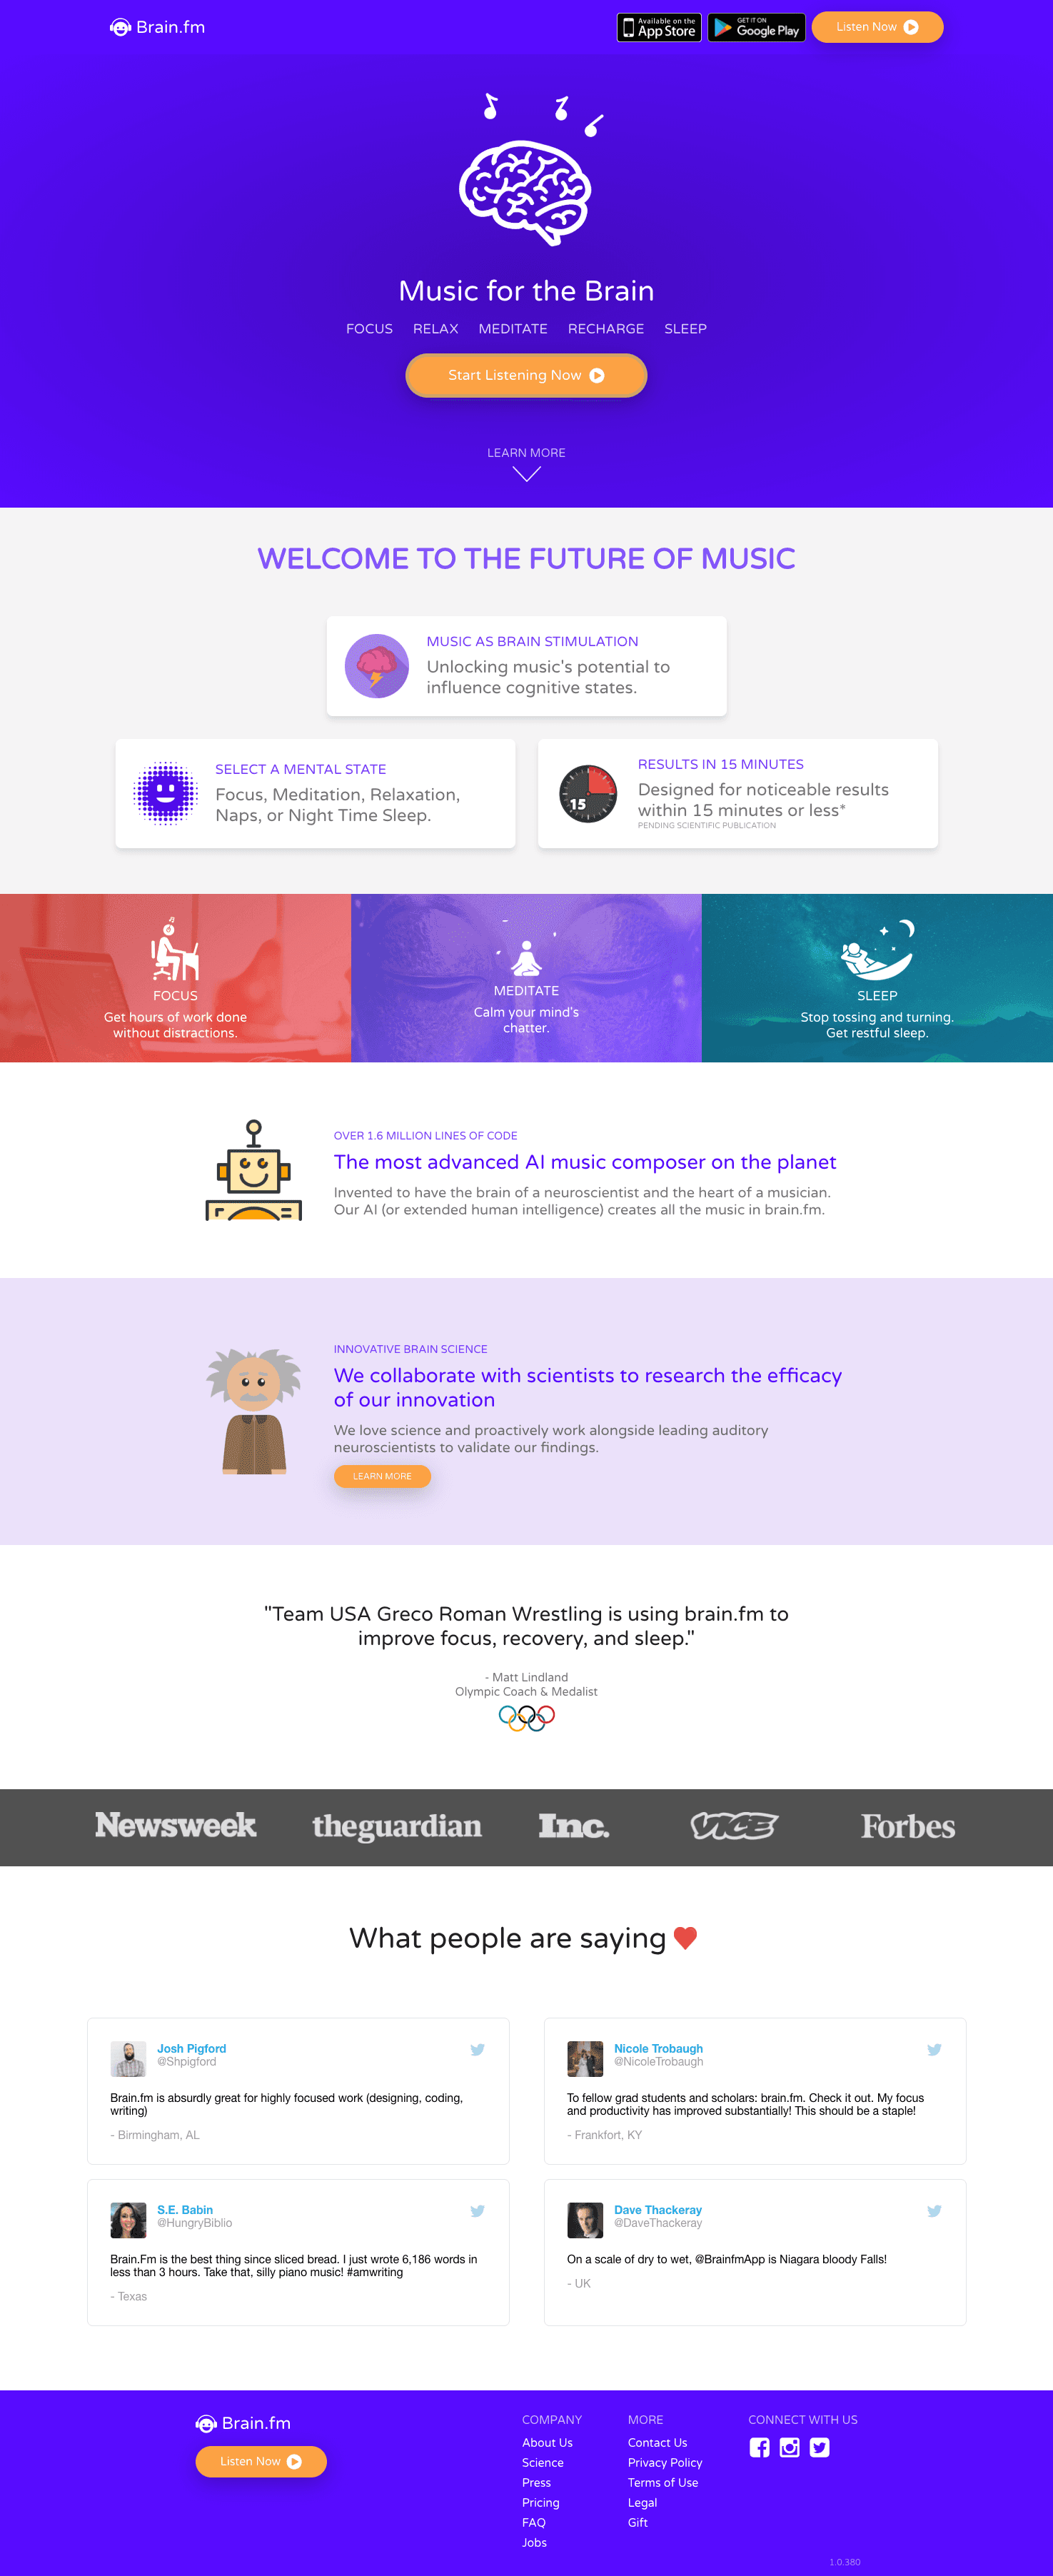 Brain.fm
Available on the
App Store
GET IT ON
Google Play
Listen Now
Music for the Brain
FOCUS RELAX MEDITATE RECHARGE SLEEP
Start Listening Now
LEARN MORE
WELCOME TO THE FUTURE OF MUSIC
MUSIC AS BRAIN STIMULATION
Unlocking music's potential to
influence cognitive states.
SELECT A MENTAL STATE
Focus, Meditation, Relaxation,
Naps, or Night Time Sleep.
15
RESULTS IN 15 MINUTES
Designed for noticeable results
within 15 minutes or less*
PENDING SCIENTIFIC PUBLICATION
FOCUS
Get hours of work done
without distractions.
MEDITATE
Calm your mind's
chatter.
SLEEP
Stop tossing and turning.
Get restful sleep.
OVER 1.6 MILLION LINES OF CODE
The most advanced AI music composer on the planet
Invented to have the brain of a neuroscientist and the heart of a musician.
Our AI (or extended human intelligence) creates all the music in brain.fm.
INNOVATIVE BRAIN SCIENCE
We collaborate with scientists to research the efficacy
of our innovation
We love science and proactively work alongside leading auditory
neuroscientists to validate our findings.
LEARN MORE
"Team USA Greco Roman Wrestling is using brain.fm to
improve focus, recovery, and sleep."
- Matt Lindland
Olympic Coach & Medalist
Newsweek theguardian Inc. VICE Forbes
What people are saying
Josh Pigford
@Shpigford
Brain.fm is absurdly great for highly focused work (designing, coding,
writing)
- Birmingham, AL
Nicole Trobaugh
@NicoleTrobaugh
To fellow grad students and scholars: brain.fm. Check it out. My focus
and productivity has improved substantially! This should be a staple!
- Frankfort, KY
S.E. Babin
@HungryBiblio
Brain.Fm is the best thing since sliced bread. I just wrote 6,186 words in
less than 3 hours. Take that, silly piano music! #amwriting
- Texas
Dave Thackeray
@DaveThackeray
On a scale of dry to wet, @BrainfmApp is Niagara bloody Falls!
- UK
Brain.fm
Listen Now
COMPANY
About Us
Science
Press
Pricing
FAQ
Jobs
MORE
Contact Us
Privacy Policy
Terms of Use
Legal
Gift
CONNECT WITH US
1.0.380